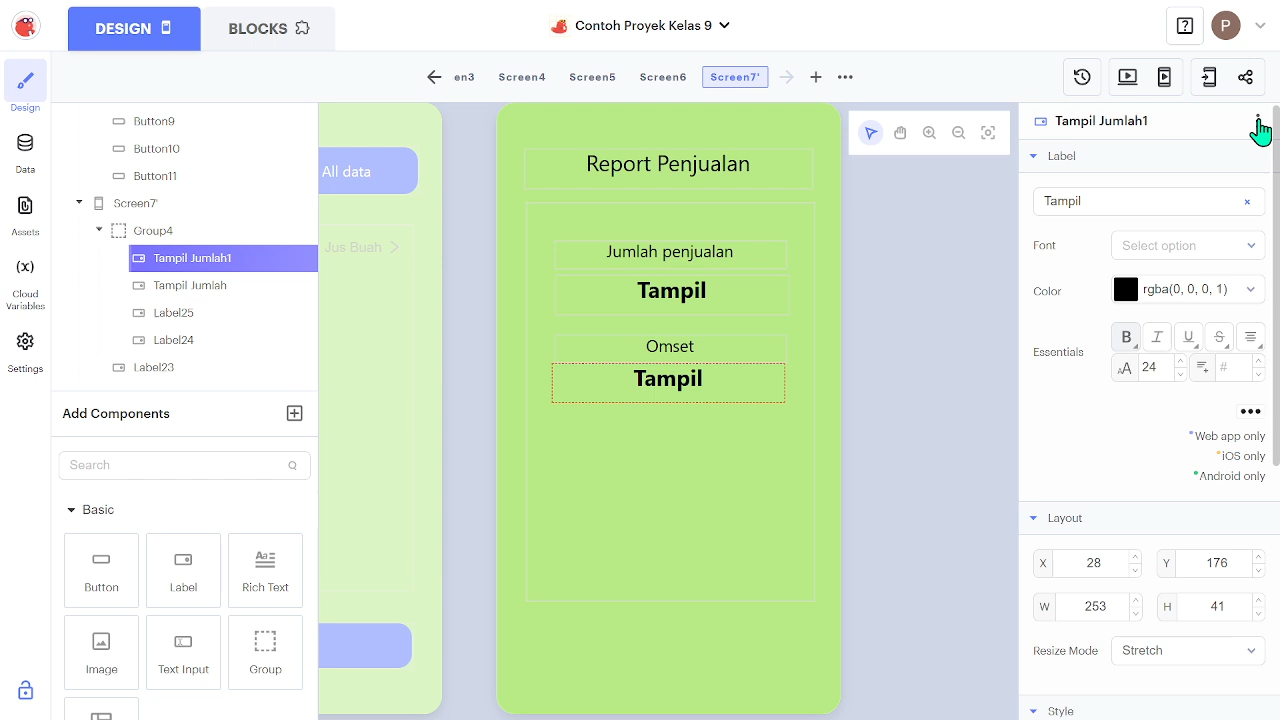 DESIGN
BLOCKS
Contoh Proyek Kelas 9
P
en3
Screen4
Screen5
Screen6
Screen7'
Design
Data
Assets
(x)
Cloud
Variables
Settings
Button9
Button10
Button11
Screen7'
Group4
Tampil Jumlah1
Tampil Jumlah
Label25
Label24
Label23
Add Components
Search
Basic
Button
Label
Rich Text
Image
Text Input
Group
All data
Jus Buah
Report Penjualan
Jumlah penjualan
Tampil
Omset
Tampil
Tampil Jumlah1
Label
Tampil
Font
Select option
Color
rgba(0, 0, 0, 1)
Essentials
B I U S
AA 24 #
*Web app only
*iOS only
*Android only
Layout
X 28 Y 176
W 253 H 41
Resize Mode
Stretch
Style